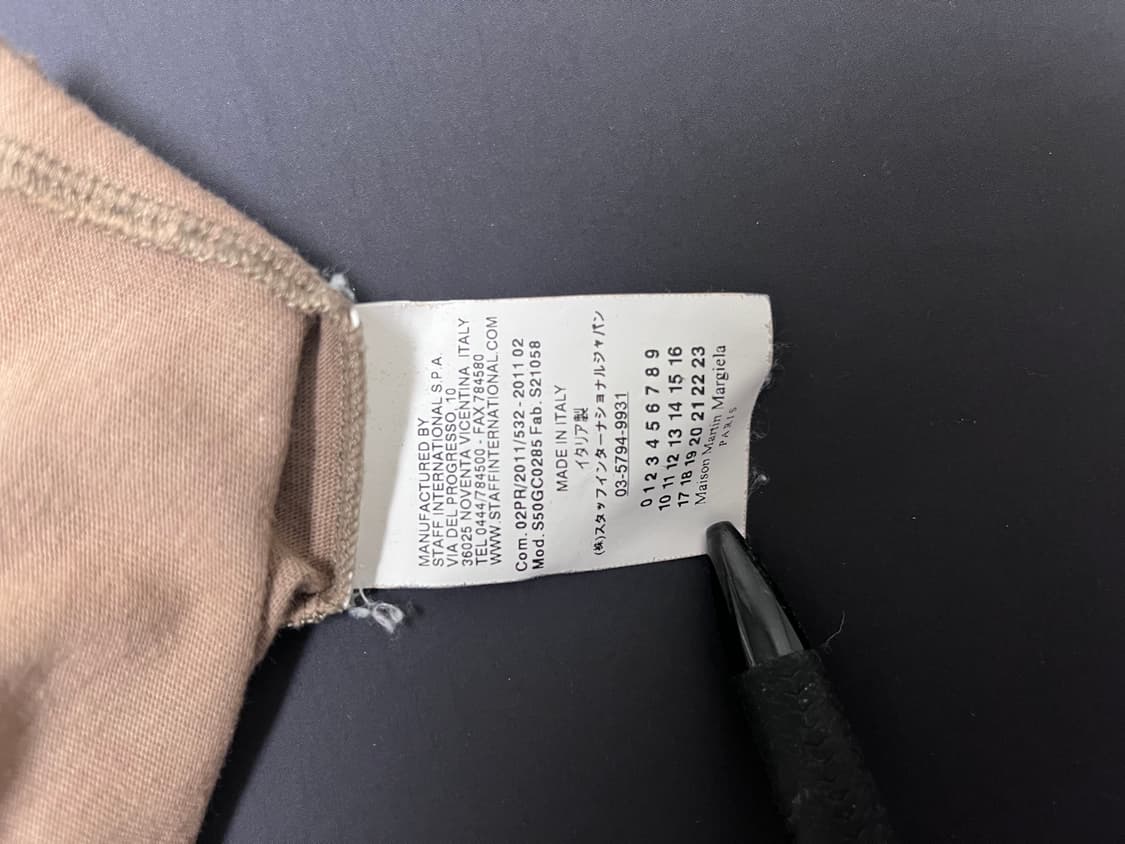 MANUFACTURED BY
STAFF INTERNATIONAL S.P.A.
VIA DEL PROGRESSO, 10
36025 NOVENTA VICENTINA ITALY
TEL 0444/784500 - FAX 784580
WWW.STAFFINTERNATIONAL.COM
Com. 02PR/2011/532 - 2011 02
Mod. S50GC0285 Fab. S21058
MADE IN ITALY
イタリア製
(株)スタッフインターナショナルジャパン
03-5794-9931
0 1 2 3 4 5 6 7 8 9
10 11 12 13 14 15 16
17 18 19 20 21 22 23
Maison Martin Margiela
PARIS